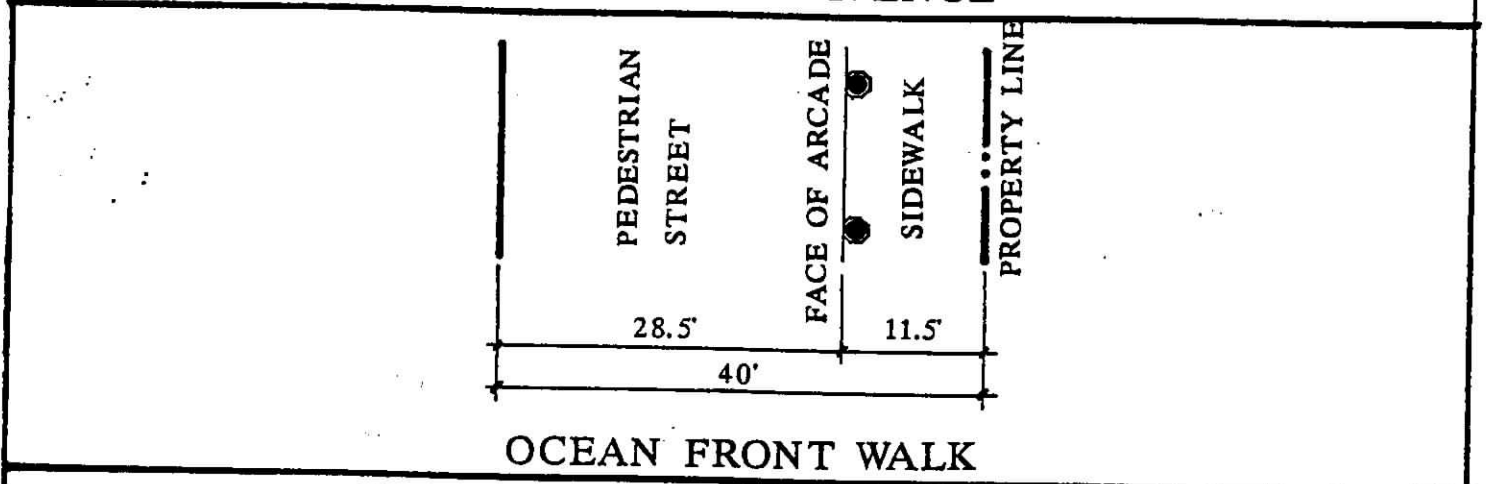 PEDESTRIAN
STREET
FACE OF ARCADE
SIDEWALK
PROPERTY LINE
28.5'
11.5'
40'
OCEAN FRONT WALK